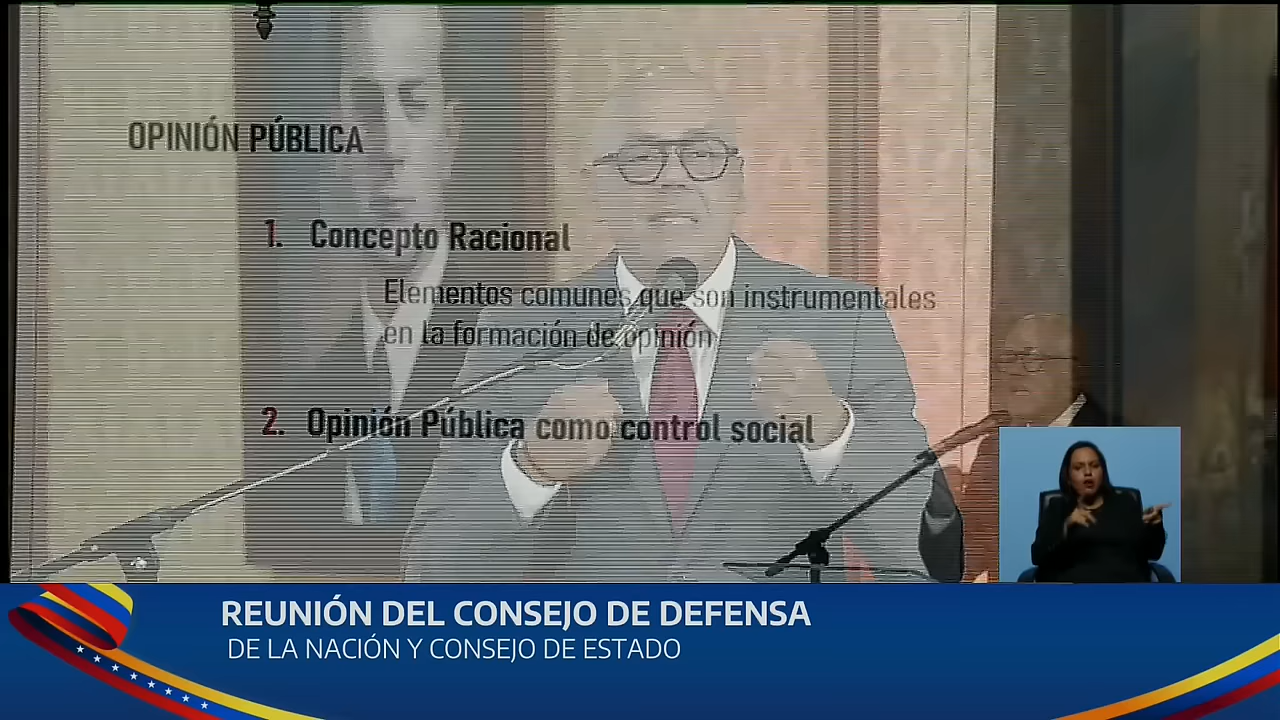 OPINIÓN PÚBLICA
1. Concepto Racional
Elementos comunes que son instrumentales
en la formación de opinión
2. Opinión Pública como control social
REUNIÓN DEL CONSEJO DE DEFENSA
DE LA NACIÓN Y CONSEJO DE ESTADO